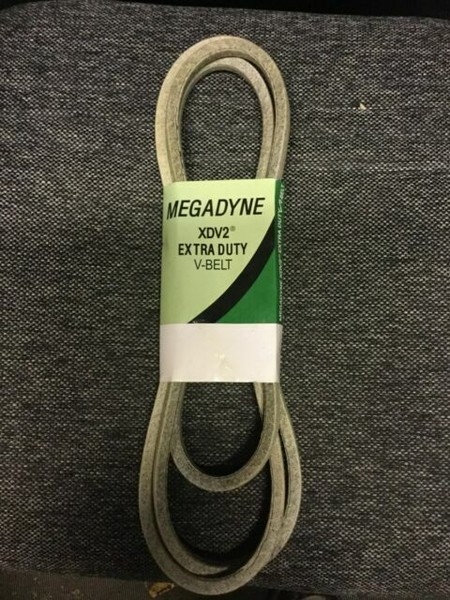 MEGADYNE
XDV2®
EXTRA DUTY
V-BELT